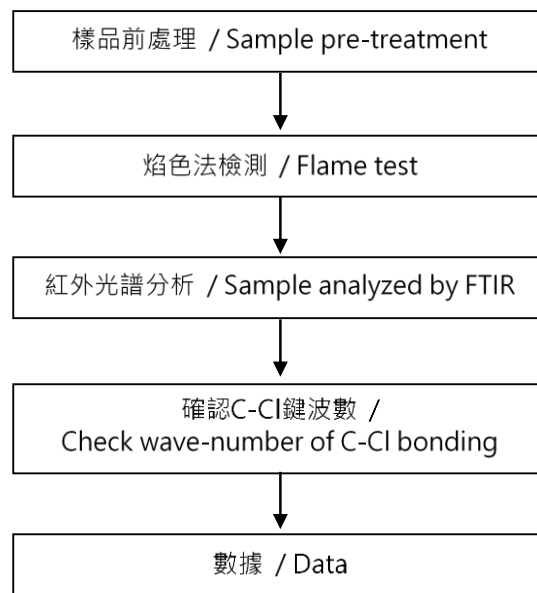 樣品前處理 / Sample pre-treatment
焰色法檢測 / Flame test
紅外光譜分析 / Sample analyzed by FTIR
確認C-Cl鍵波數 /
Check wave-number of C-Cl bonding
數據 / Data